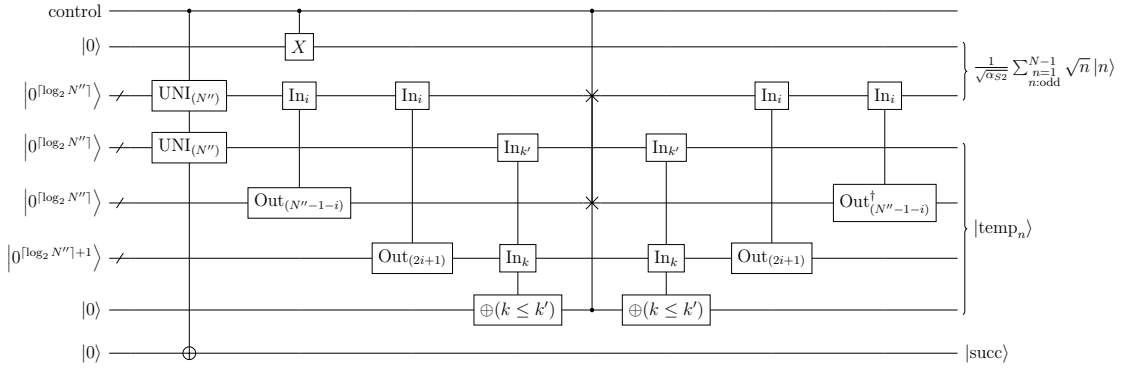 control
|0⟩ X
|0^{⌈log₂ N''⌉}⟩ UNI_{(N'')} In_i In_i In_i In_i
\frac{1}{\sqrt{\alpha_{S2}}} \sum_{\substack{n=1 \\ n:odd}}^{N-1} \sqrt{n} |n⟩
|0^{⌈log₂ N''⌉}⟩ UNI_{(N'')} In_{k'} In_{k'}
|0^{⌈log₂ N''⌉}⟩ Out_{(N''-1-i)} Out^†_{(N''-1-i)}
|temp_n⟩
|0^{⌈log₂ N''⌉+1}⟩ Out_{(2i+1)} In_k In_k Out_{(2i+1)}
|0⟩ ⊕(k ≤ k') ⊕(k ≤ k')
|0⟩ |succ⟩